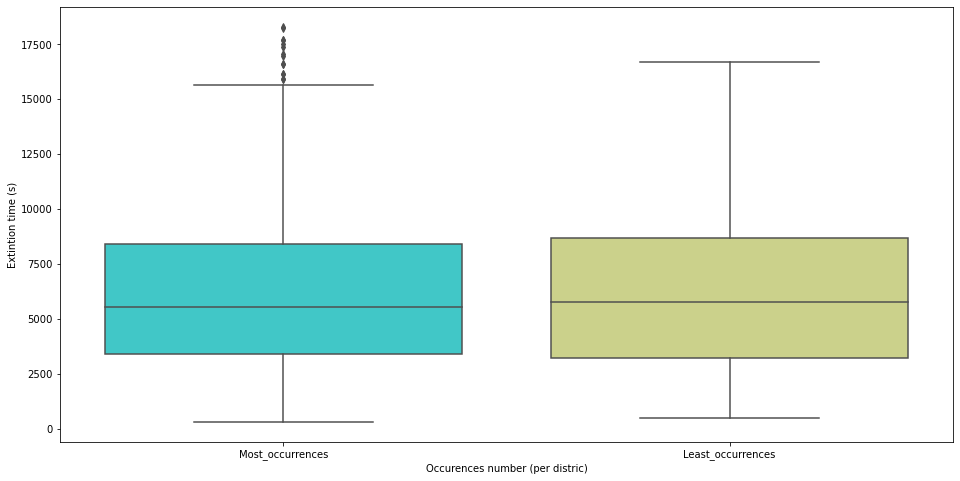 17500
15000
12500
10000
7500
5000
2500
0
Extintion time (s)
Most_occurrences
Least_occurrences
Occurences number (per distric)